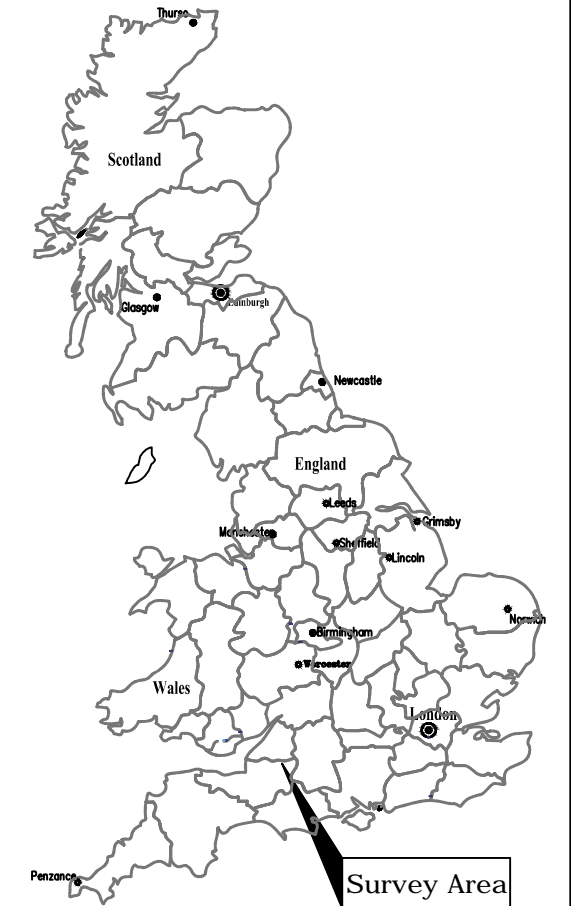 Thurso
Scotland
Edinburgh
Glasgow
Newcastle
England
Leeds
Grimsby
Manchester
Sheffield
Lincoln
Norwich
Birmingham
Worcester
Wales
London
Penzance
Survey Area